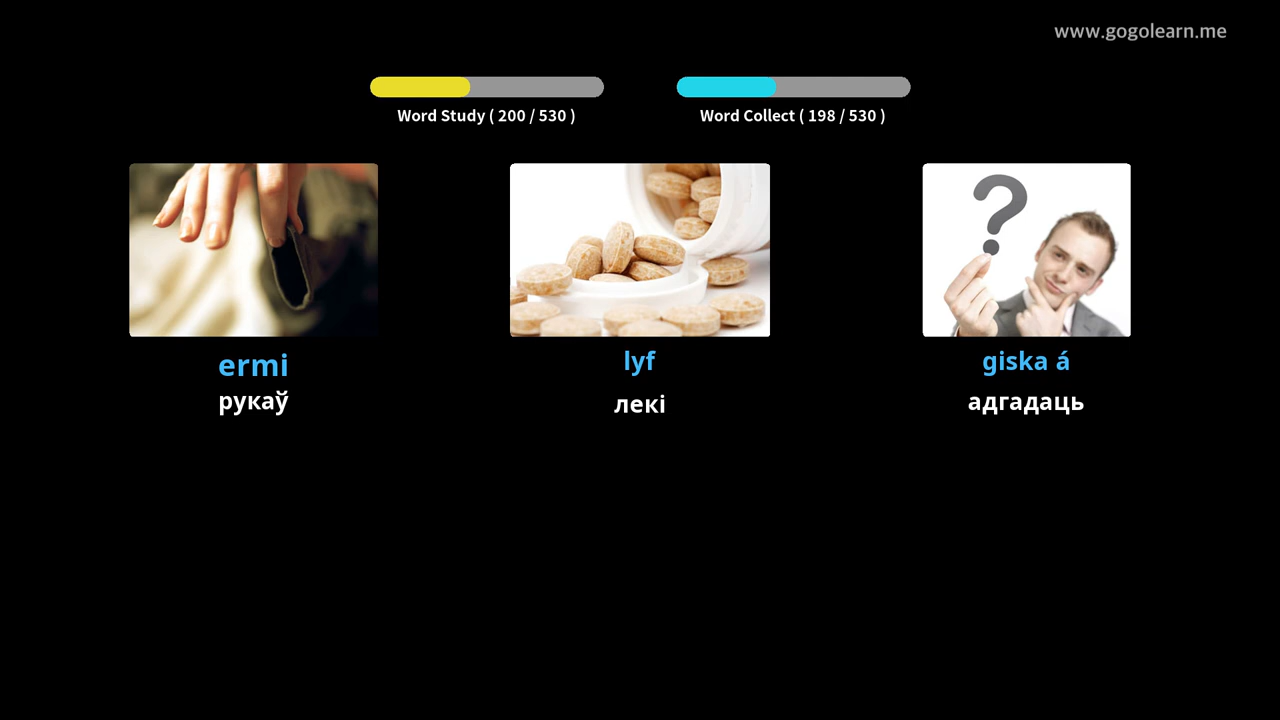 www.gogolearn.me
Word Study ( 200 / 530 )
Word Collect ( 198 / 530 )
ermi
рукаў
lyf
лекі
giska á
адгадаць